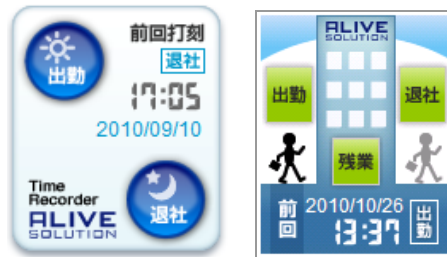 前回打刻
出勤
退社
17:05
2010/09/10
Time
Recorder
ALIVE
SOLUTION
退社
ALIVE
SOLUTION
出勤
退社
残業
前回
2010/10/26
13:37
出勤